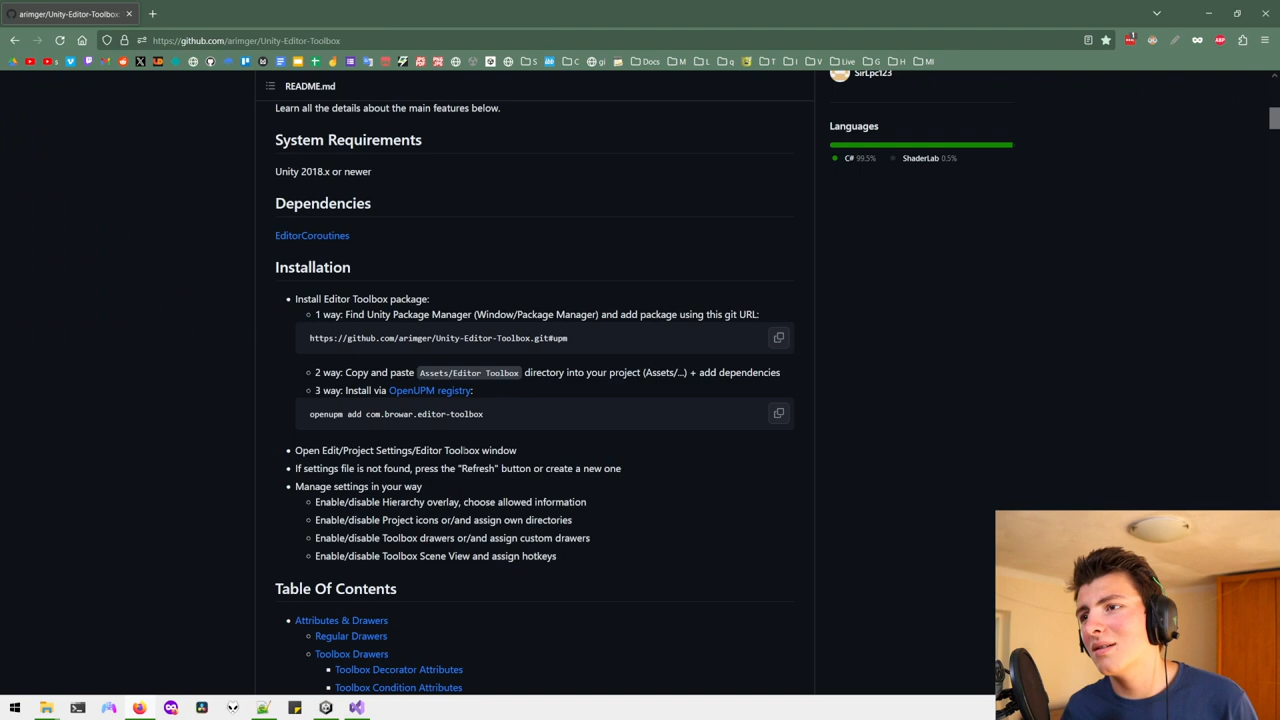 arimger/Unity-Editor-Toolbox:
https://github.com/arimger/Unity-Editor-Toolbox
S
C
gi
Docs
M
L
q
T
I
V
Live
G
H
MI
README.md
SirLpc123
Learn all the details about the main features below.
System Requirements
Languages
C# 99.5%
ShaderLab 0.5%
Unity 2018.x or newer
Dependencies
EditorCoroutines
Installation
Install Editor Toolbox package:
1 way: Find Unity Package Manager (Window/Package Manager) and add package using this git URL:
https://github.com/arimger/Unity-Editor-Toolbox.git#upm
2 way: Copy and paste Assets/Editor Toolbox directory into your project (Assets/...) + add dependencies
3 way: Install via OpenUPM registry:
openupm add com.browar.editor-toolbox
Open Edit/Project Settings/Editor Toolbox window
If settings file is not found, press the "Refresh" button or create a new one
Manage settings in your way
Enable/disable Hierarchy overlay, choose allowed information
Enable/disable Project icons or/and assign own directories
Enable/disable Toolbox drawers or/and assign custom drawers
Enable/disable Toolbox Scene View and assign hotkeys
Table Of Contents
Attributes & Drawers
Regular Drawers
Toolbox Drawers
Toolbox Decorator Attributes
Toolbox Condition Attributes